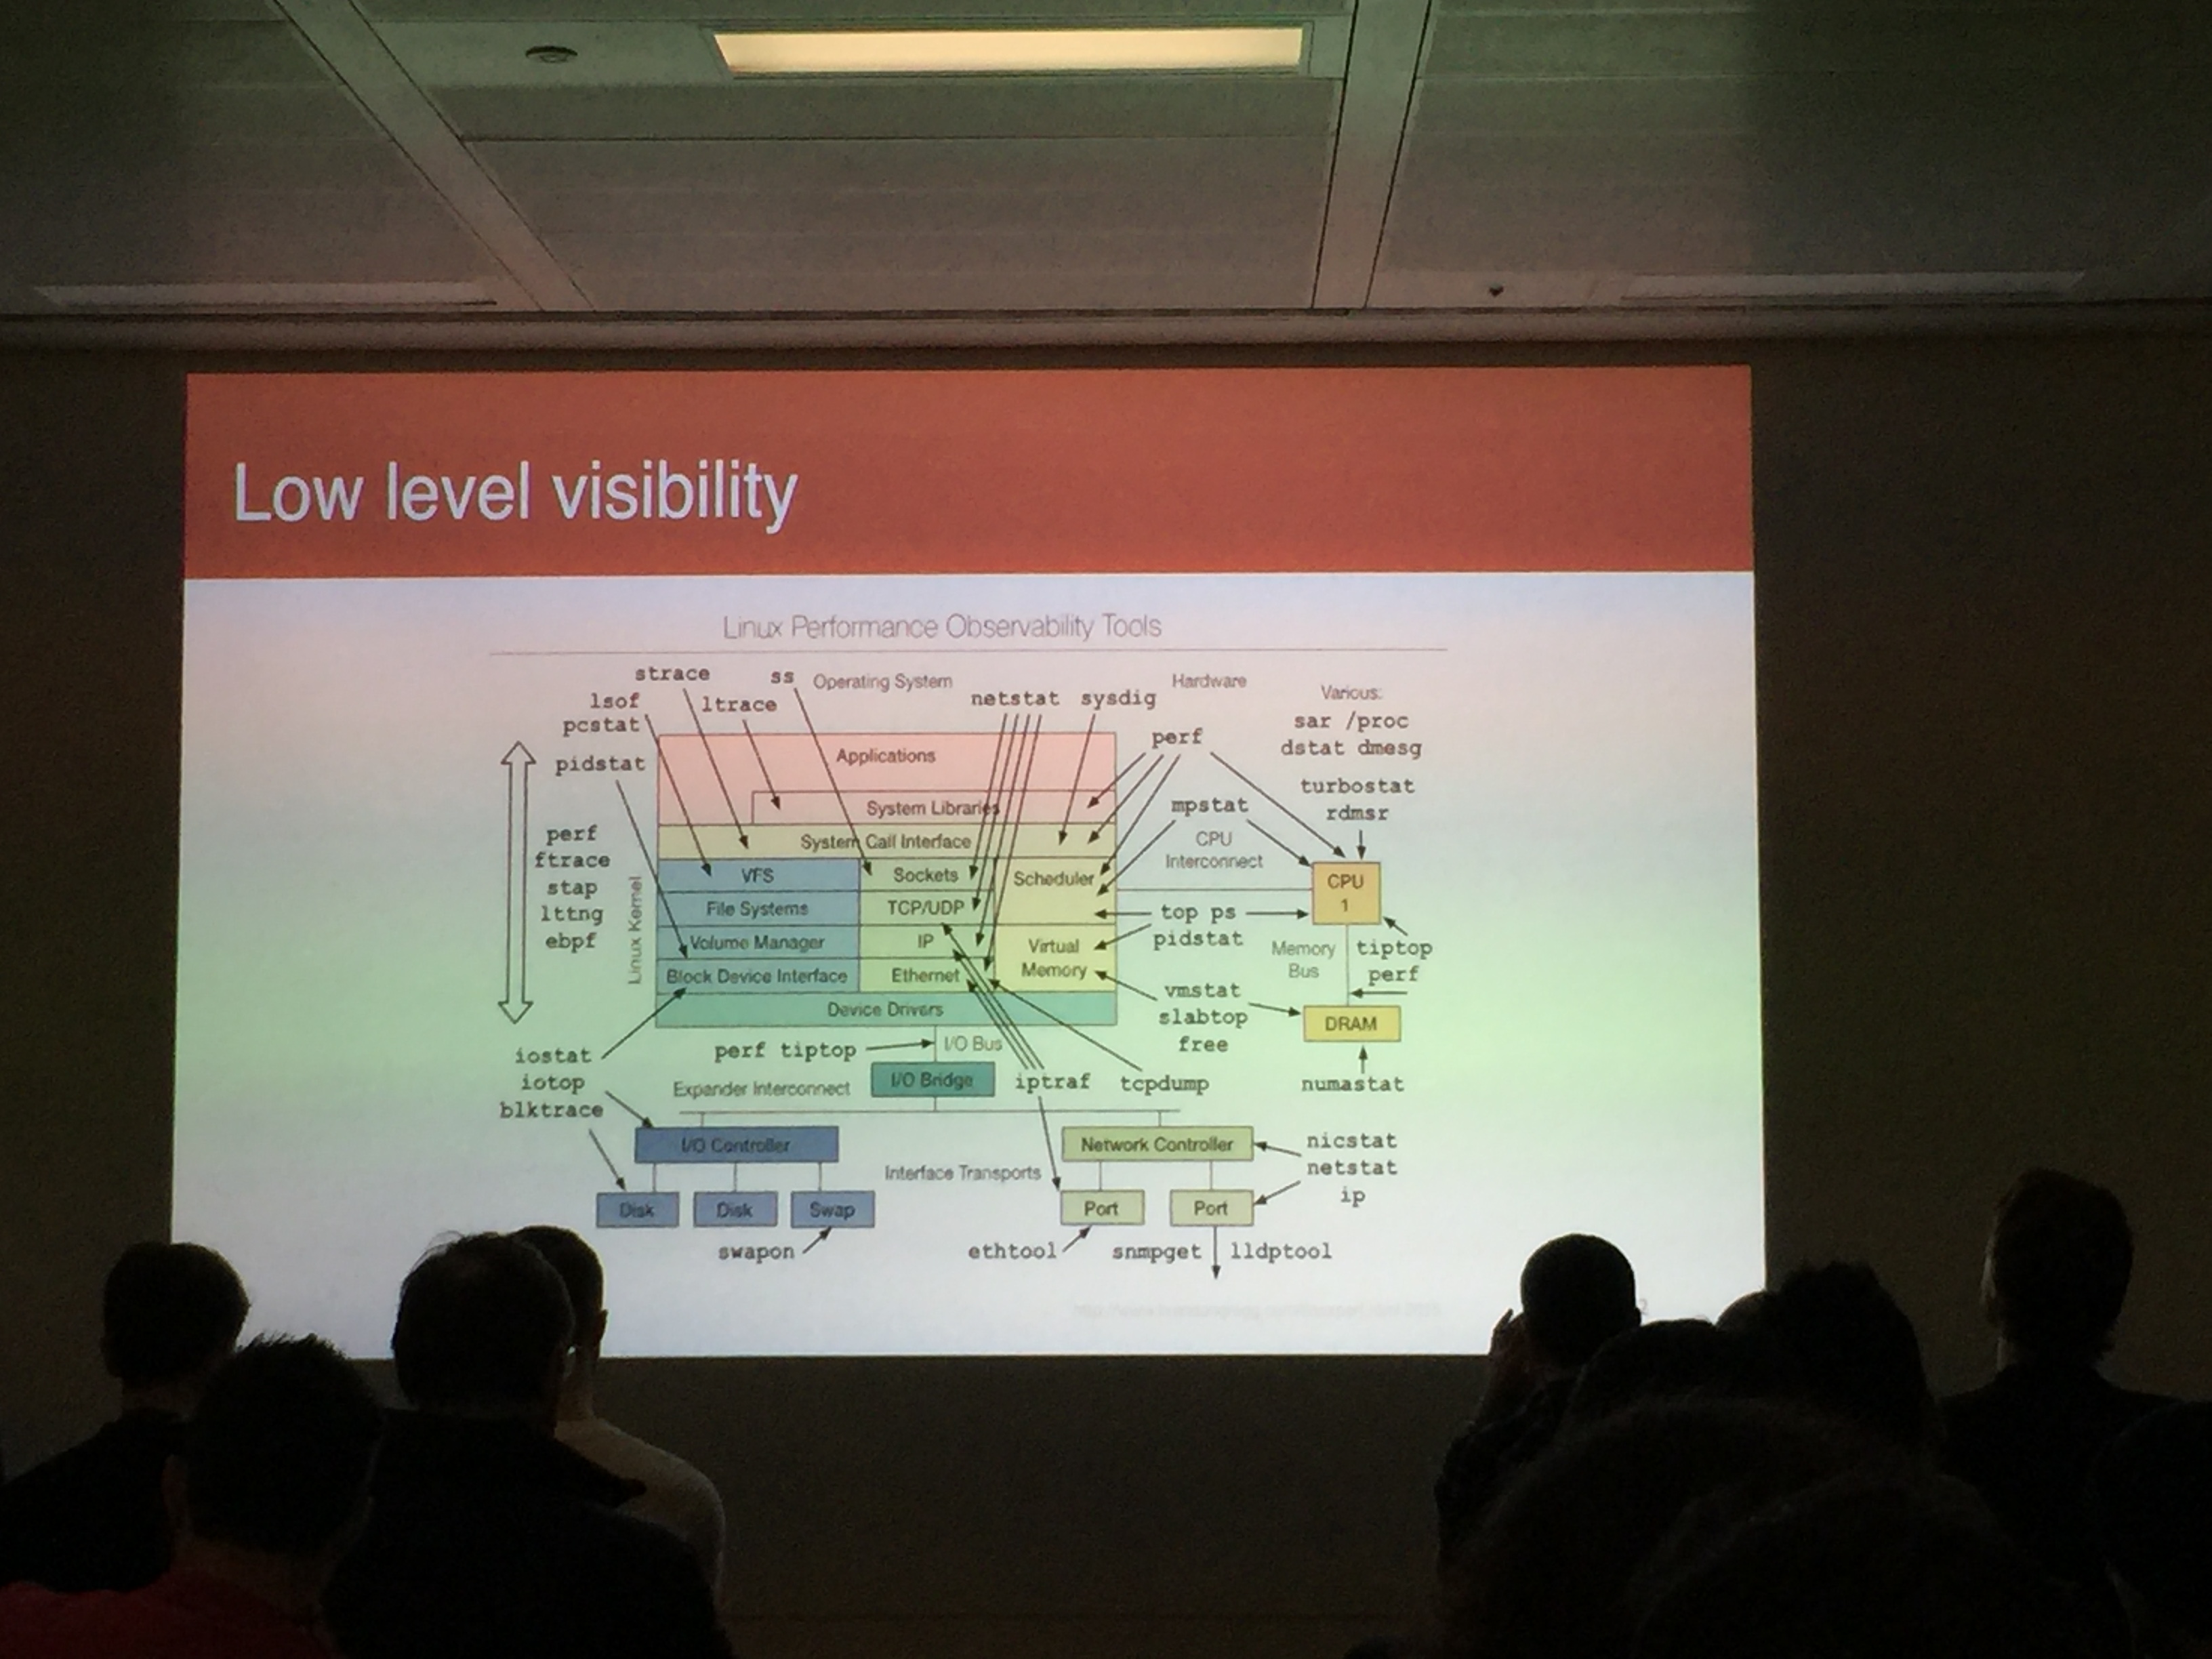 Low level visibility
Linux Performance Observability Tools
strace
ss
Operating System
Hardware
lsof
ltrace
netstat
sysdig
Various:
pcstat
sar /proc
perf
dstat dmesg
pidstat
Applications
turbostat
mpstat
rdmsr
System Libraries
perf
System Call Interface
CPU
Interconnect
ftrace
stap
lttng
ebpf
Linux Kernel
VFS
Sockets
Scheduler
CPU
1
File Systems
TCP/UDP
top ps
pidstat
Volume Manager
IP
Virtual
Memory
Memory
Bus
tiptop
perf
Block Device Interface
Ethernet
vmstat
slabtop
free
Device Drivers
DRAM
iostat
iotop
blktrace
perf tiptop
I/O Bus
Expander Interconnect
I/O Bridge
iptraf
tcpdump
numastat
I/O Controller
Network Controller
nicstat
netstat
ip
Interface Transports
Disk
Disk
Swap
Port
Port
swapon
ethtool
snmpget
lldptool